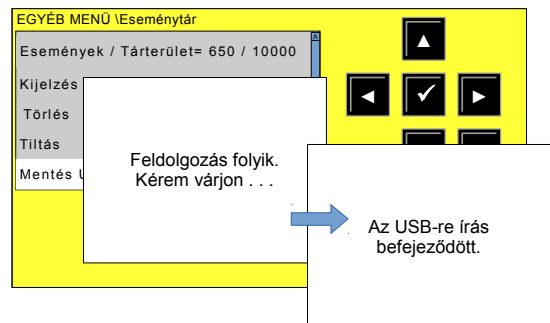 EGYÉB MENÜ \Eseménytár
Események / Tárterület= 650 / 10000
Kijelzés
Törlés
Tiltás
Mentés
Feldolgozás folyik.
Kérem várjon . . .
Az USB-re írás
befejeződött.